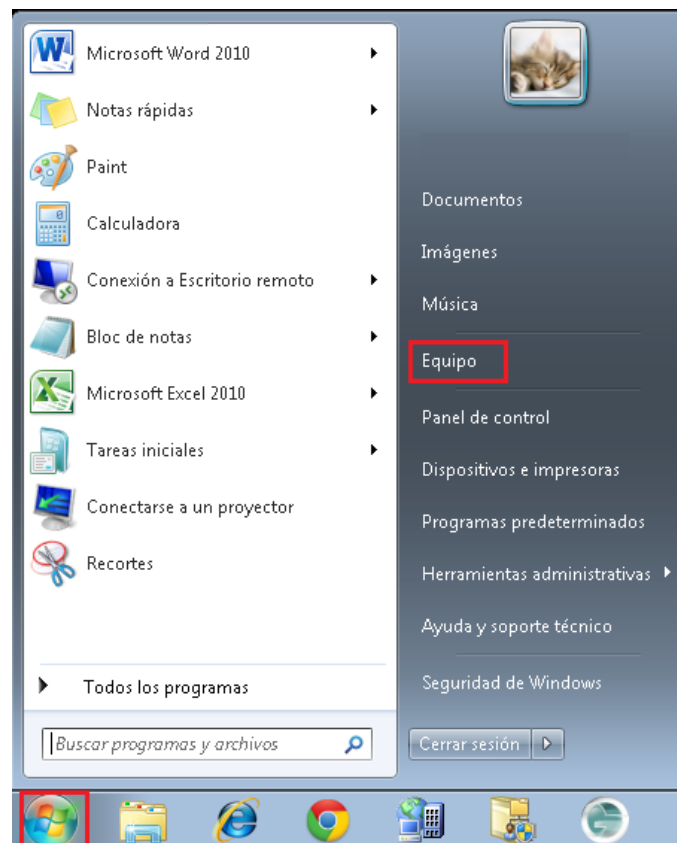 Microsoft Word 2010
Notas rápidas
Paint
Calculadora
Conexión a Escritorio remoto
Bloc de notas
Microsoft Excel 2010
Tareas iniciales
Conectarse a un proyector
Recortes
Todos los programas
Buscar programas y archivos
Documentos
Imágenes
Música
Equipo
Panel de control
Dispositivos e impresoras
Programas predeterminados
Herramientas administrativas
Ayuda y soporte técnico
Seguridad de Windows
Cerrar sesión